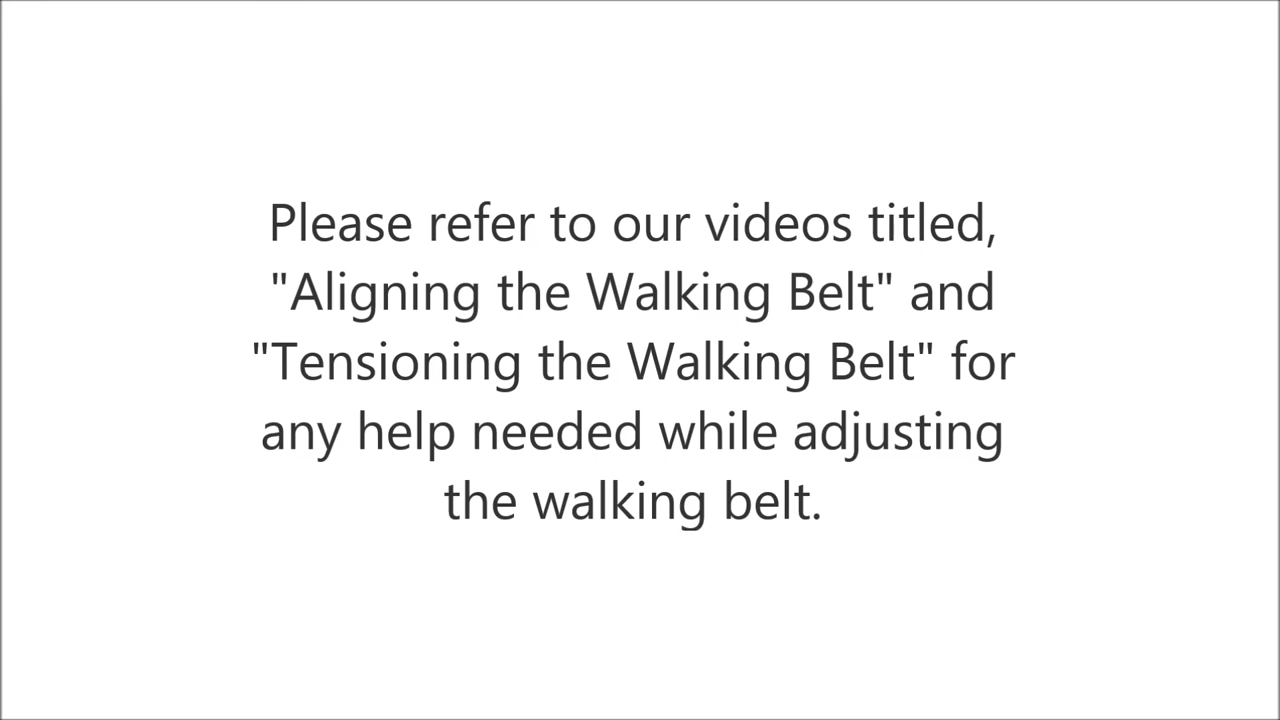 Please refer to our videos titled,
"Aligning the Walking Belt" and
"Tensioning the Walking Belt" for
any help needed while adjusting
the walking belt.